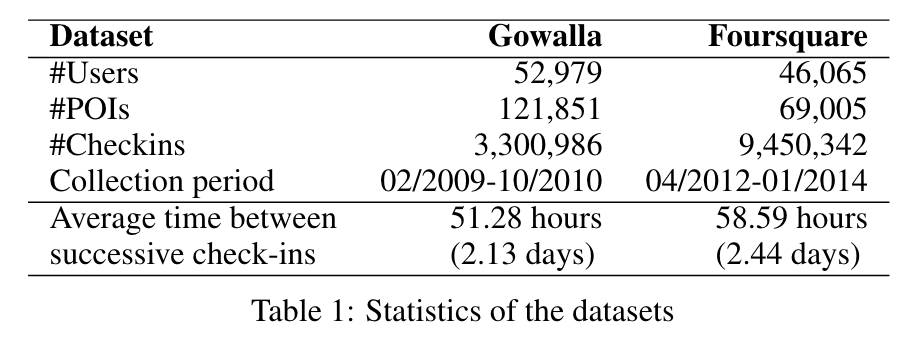 Dataset Gowalla Foursquare
#Users 52,979 46,065
#POIs 121,851 69,005
#Checkins 3,300,986 9,450,342
Collection period 02/2009-10/2010 04/2012-01/2014
Average time between 51.28 hours 58.59 hours
successive check-ins (2.13 days) (2.44 days)
Table 1: Statistics of the datasets